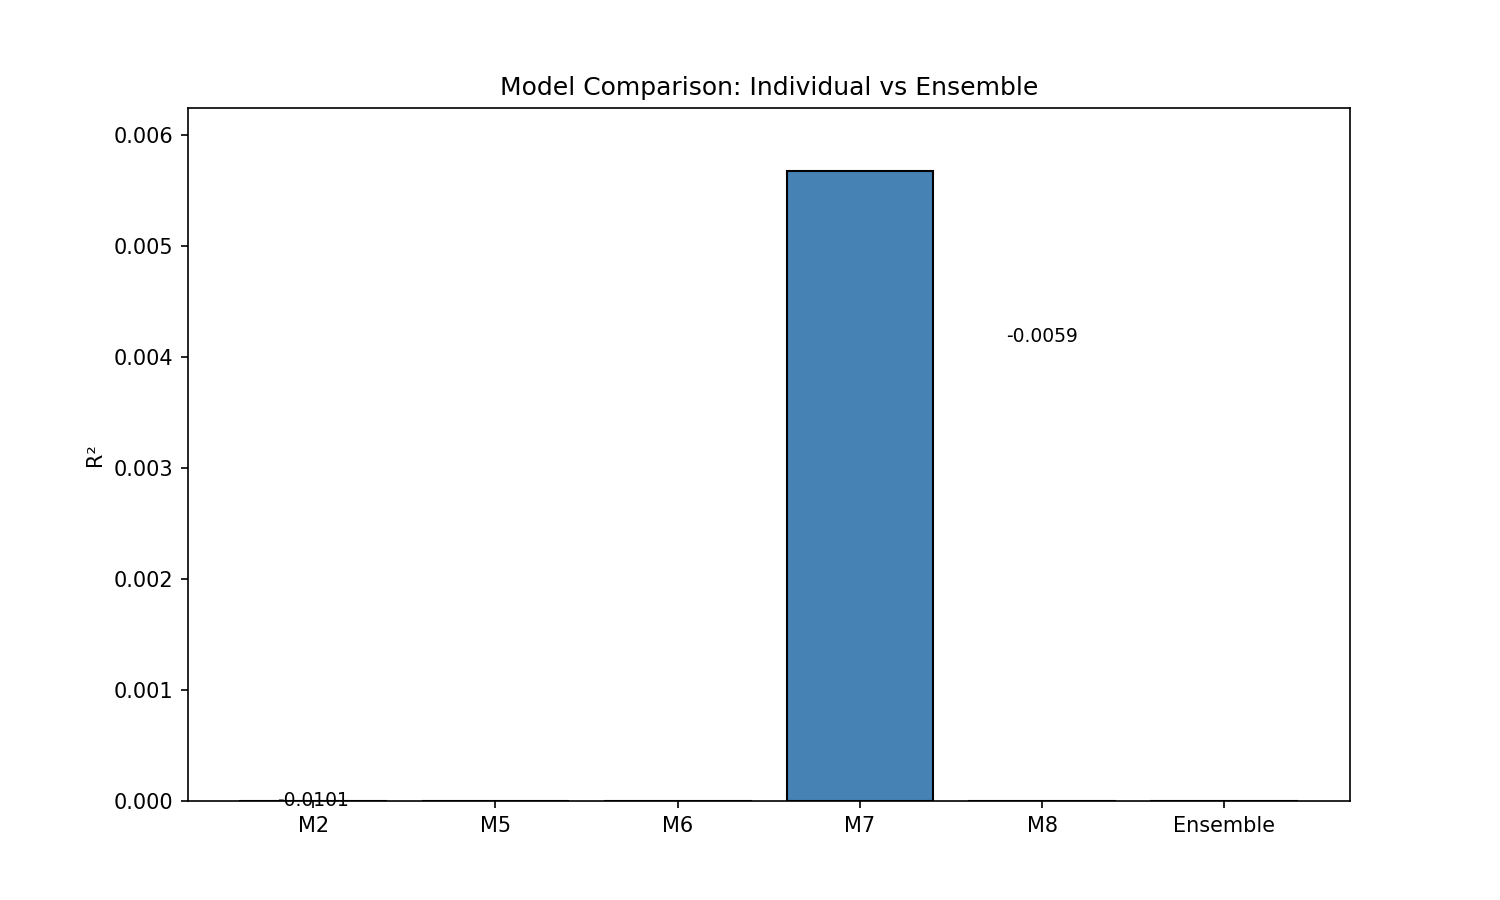 Model Comparison: Individual vs Ensemble
R²
0.006
0.005
0.004
0.003
0.002
0.001
0.000
-0.0059
-0.0101
M2
M5
M6
M7
M8
Ensemble